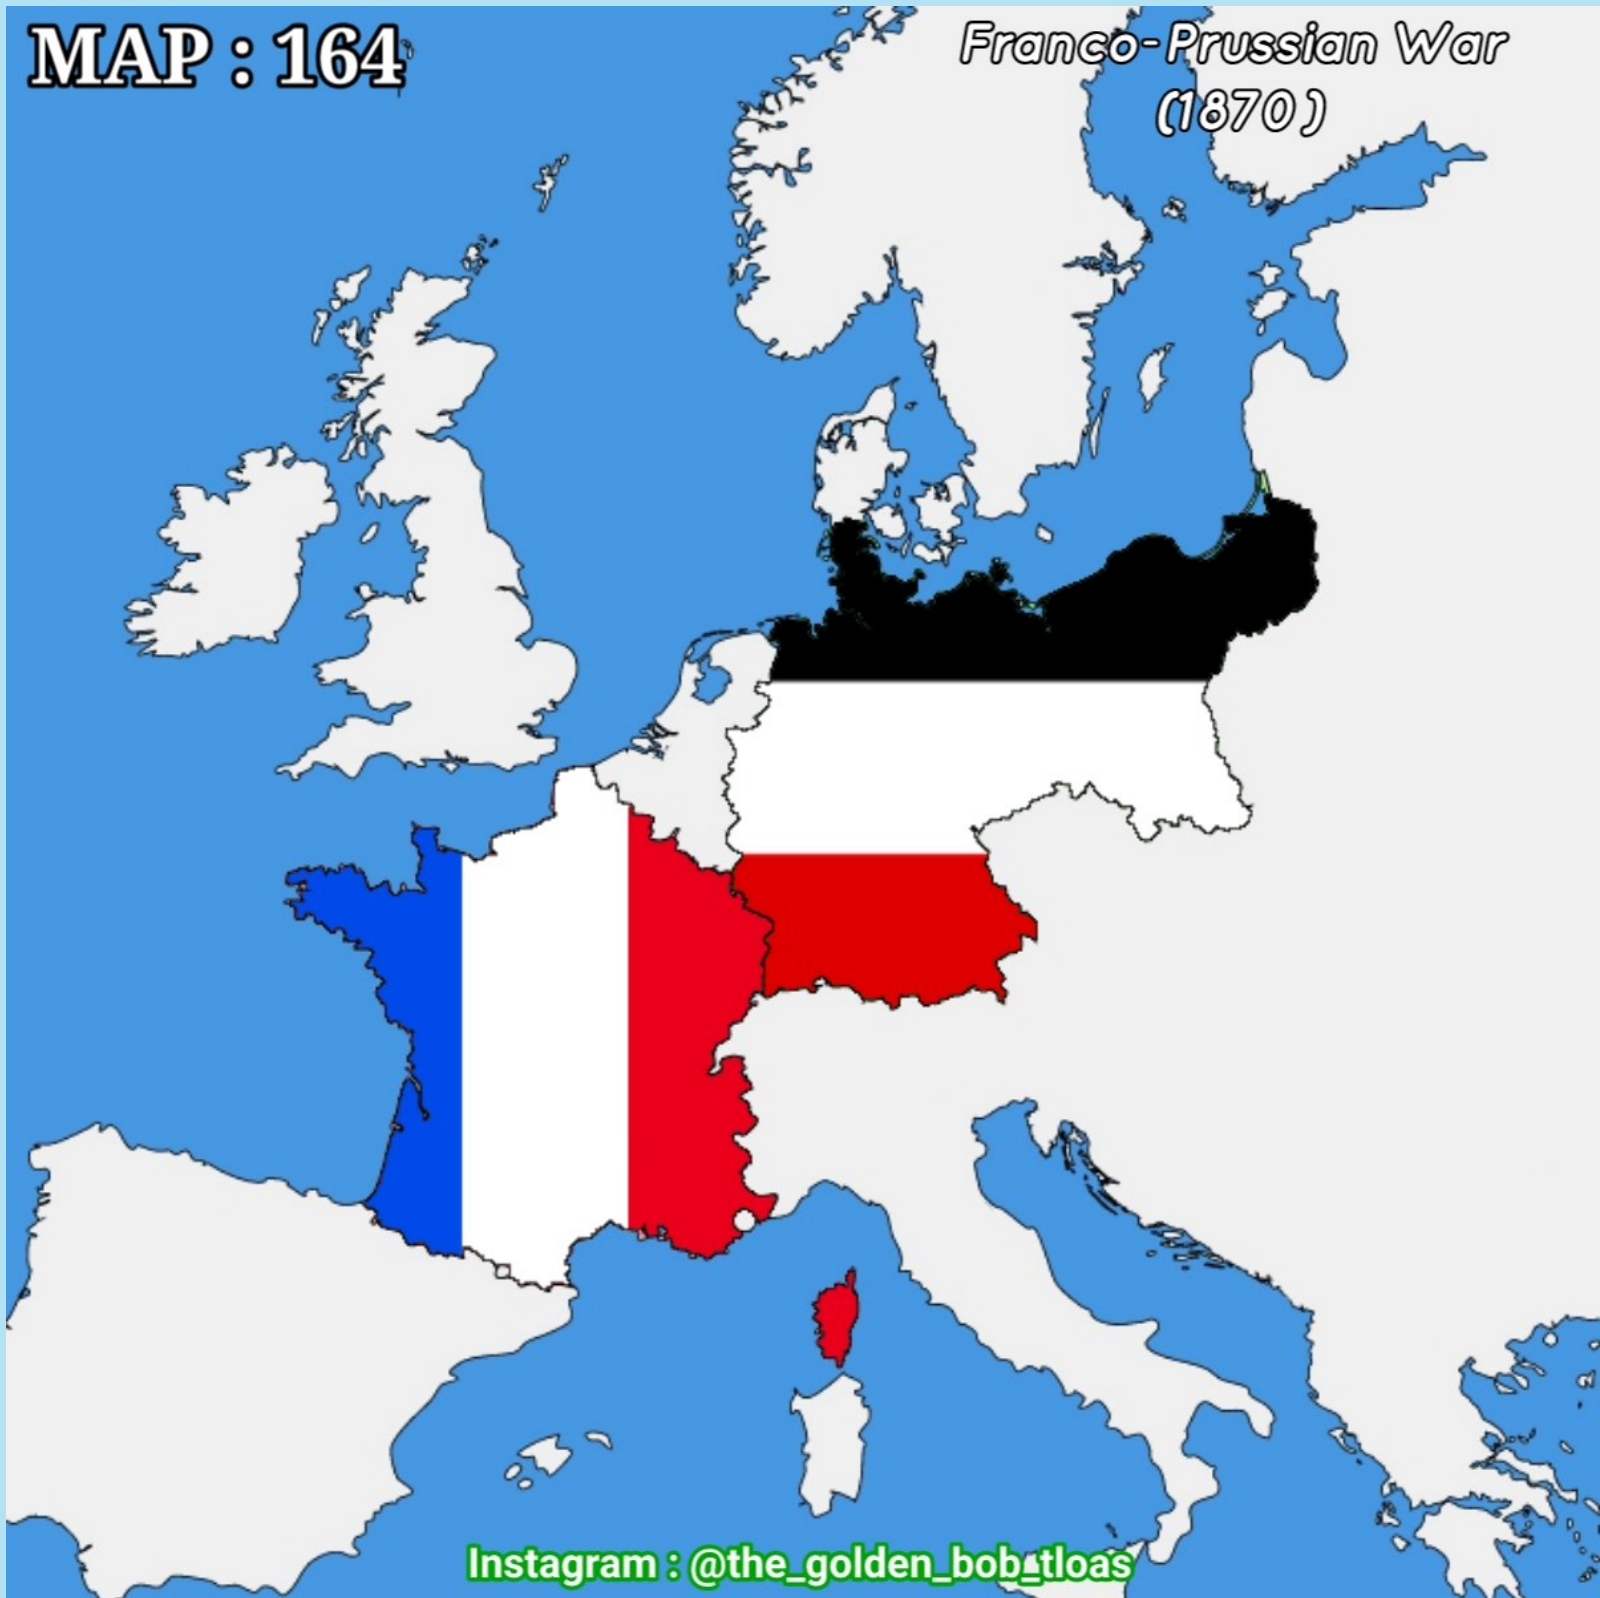 MAP : 164
Franco-Prussian War
(1870)
Instagram : @the_golden_bob_tloas